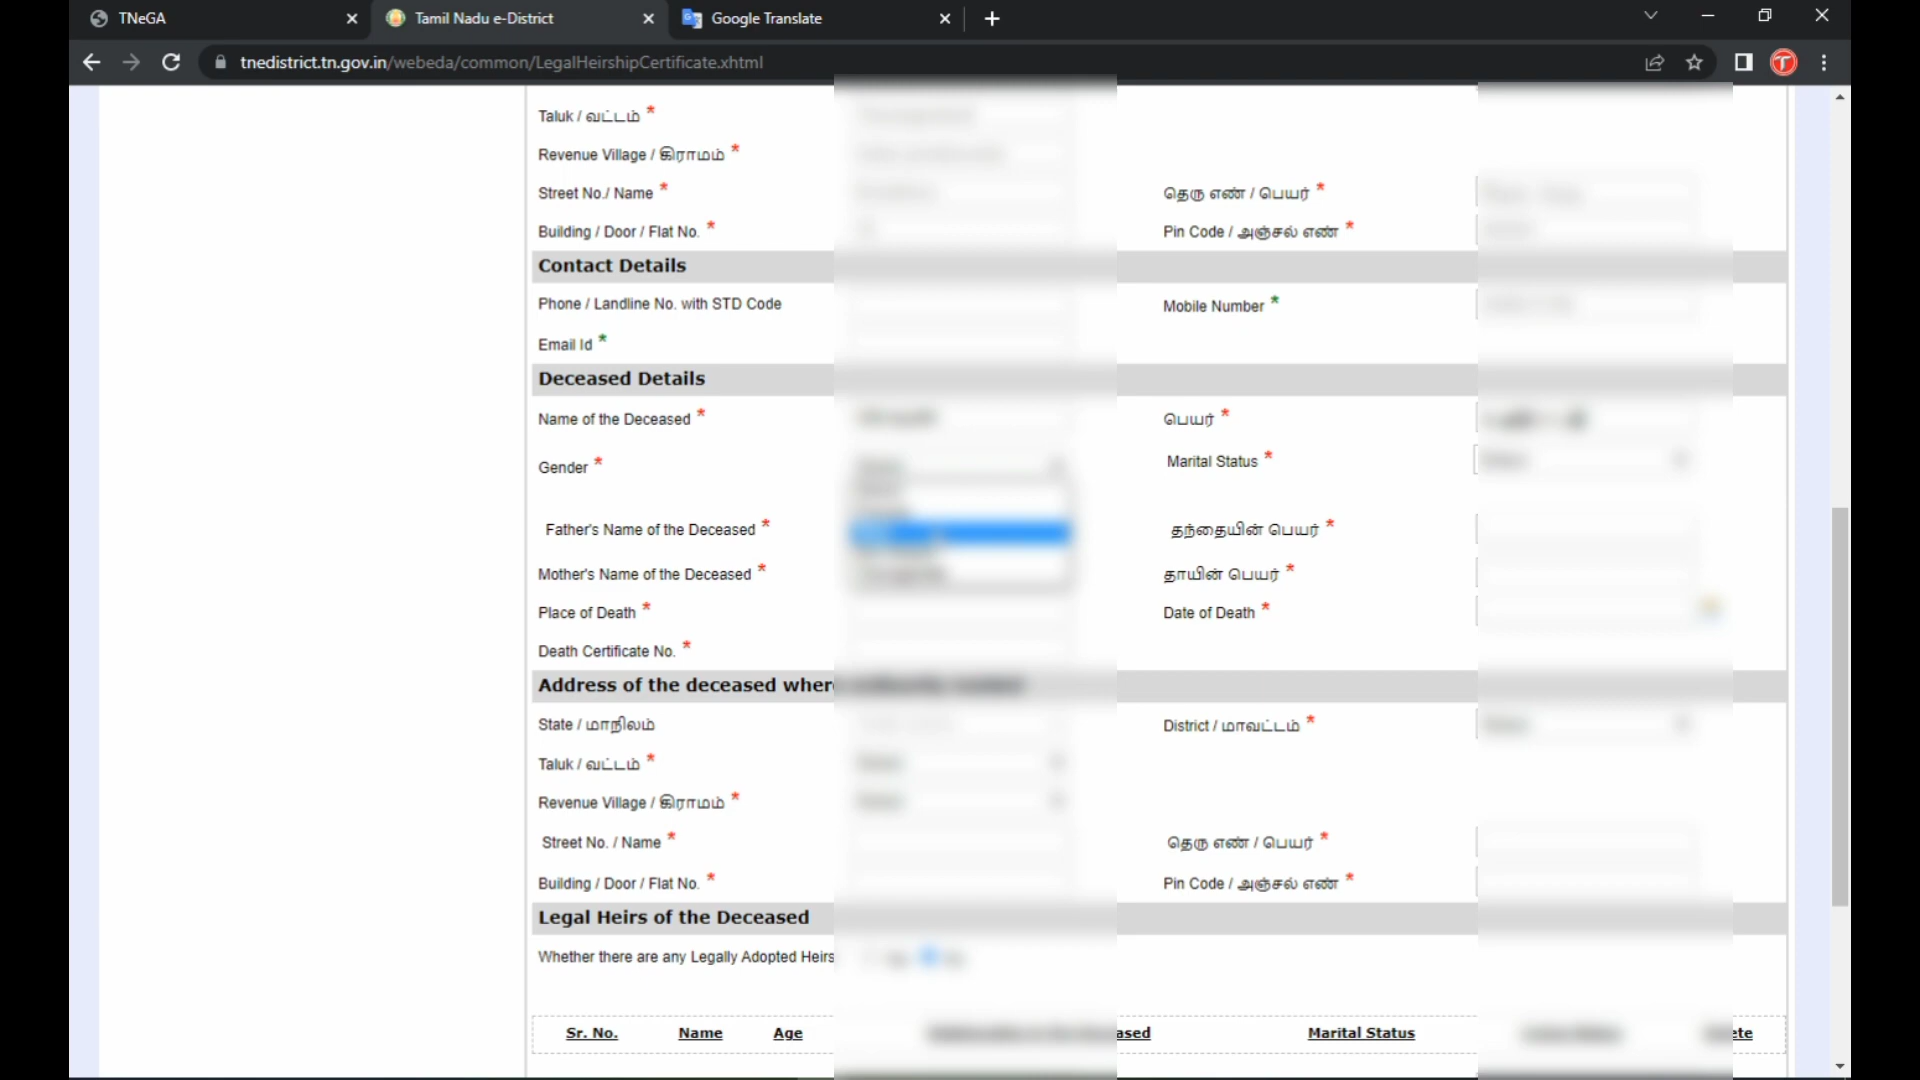 TNeGA
Tamil Nadu e-District
Google Translate
tnedistrict.tn.gov.in/webeda/common/LegalHeirshipCertificate.xhtml
Taluk / வட்டம் *
Revenue Village / கிராமம் *
Street No./ Name * தெரு எண் / பெயர் *
Building / Door / Flat No. * Pin Code / அஞ்சல் எண் *
Contact Details
Phone / Landline No. with STD Code Mobile Number *
Email Id *
Deceased Details
Name of the Deceased * பெயர் *
Gender * Marital Status *
Father's Name of the Deceased * தந்தையின் பெயர் *
Mother's Name of the Deceased * தாயின் பெயர் *
Place of Death * Date of Death *
Death Certificate No. *
Address of the deceased where
State / மாநிலம் District / மாவட்டம் *
Taluk / வட்டம் *
Revenue Village / கிராமம் *
Street No. / Name * தெரு எண் / பெயர் *
Building / Door / Flat No. * Pin Code / அஞ்சல் எண் *
Legal Heirs of the Deceased
Whether there are any Legally Adopted Heirs
Sr. No. Name Age Marital Status